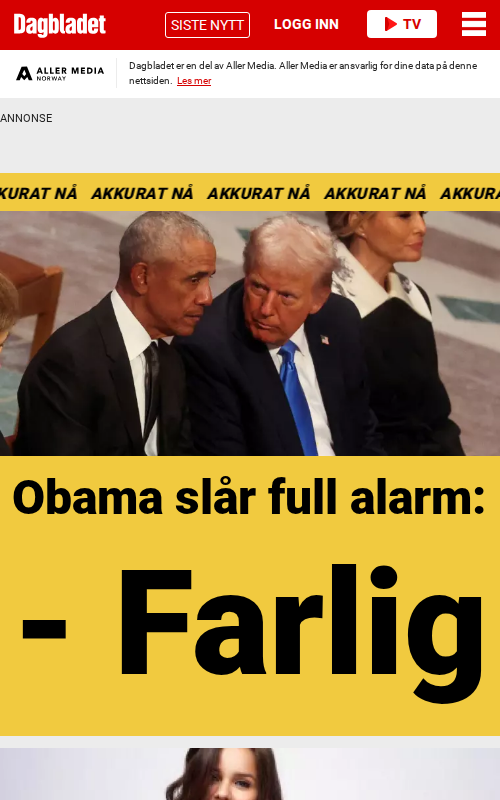 Dagbladet
SISTE NYTT
LOGG INN
TV
ALLER MEDIA
NORWAY
Dagbladet er en del av Aller Media. Aller Media er ansvarlig for dine data på denne
nettsiden. Les mer
ANNONSE
KURAT NÅ AKKURAT NÅ AKKURAT NÅ AKKURAT NÅ AKKURA
Obama slår full alarm:
- Farlig